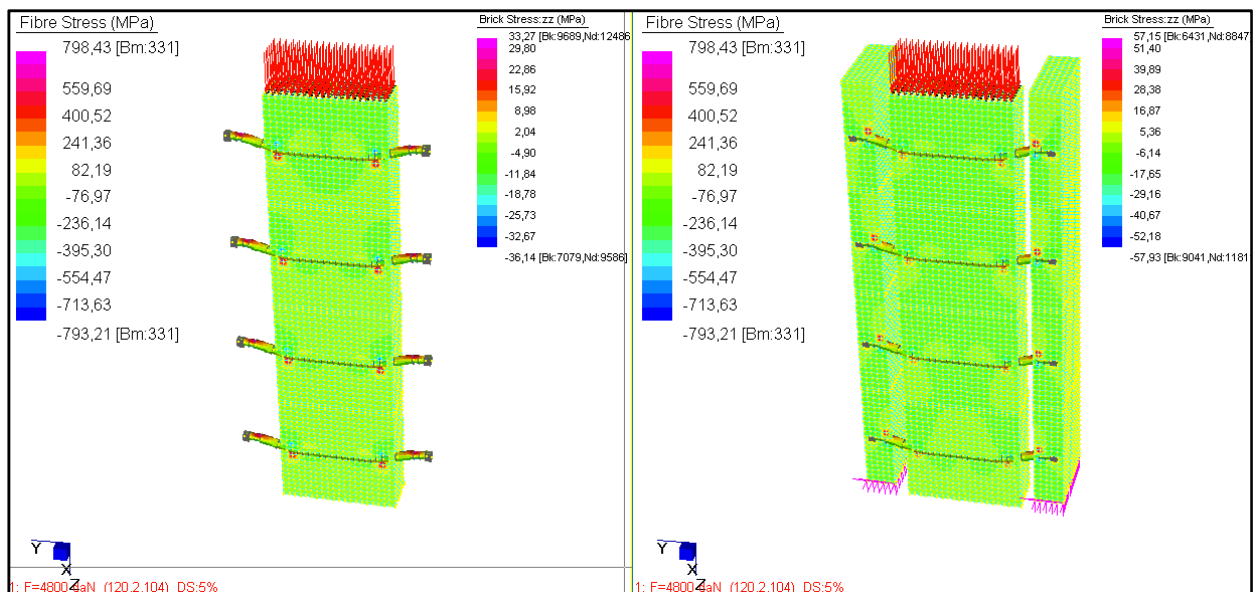 Fibre Stress (MPa)
798,43 [Bm:331]
559,69
400,52
241,36
82,19
-76,97
-236,14
-395,30
-554,47
-713,63
-793,21 [Bm:331]
Brick Stress:zz (MPa)
33,27 [Bk:9689,Nd:12486
29,80
22,86
15,92
8,98
2,04
-4,90
-11,84
-18,78
-25,73
-32,67
-36,14 [Bk:7079,Nd:9586]
Y
X
Z
1: F=4800 daN (120.2.104) DS:5%
Fibre Stress (MPa)
798,43 [Bm:331]
559,69
400,52
241,36
82,19
-76,97
-236,14
-395,30
-554,47
-713,63
-793,21 [Bm:331]
Brick Stress:zz (MPa)
57,15 [Bk:6431,Nd:8847
51,40
39,89
28,38
16,87
5,36
-6,14
-17,65
-29,16
-40,67
-52,18
-57,93 [Bk:9041,Nd:1181
Y
X
Z
1: F=4800 daN (120.2.104) DS:5%